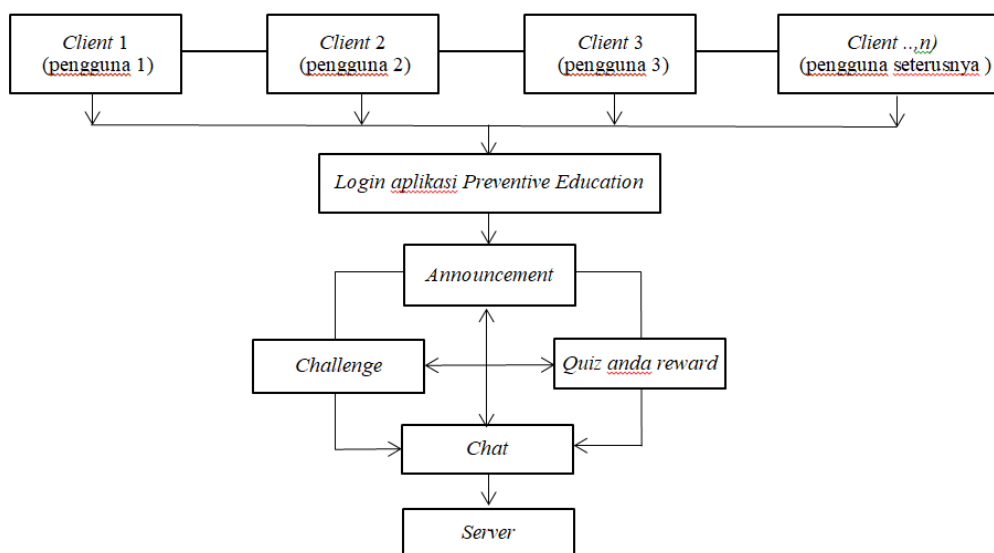 Client 1
(pengguna 1)
Client 2
(pengguna 2)
Client 3
(pengguna 3)
Client ..,n)
(pengguna seterusnya )
Login aplikasi Preventive Education
Announcement
Challenge
Quiz anda reward
Chat
Server